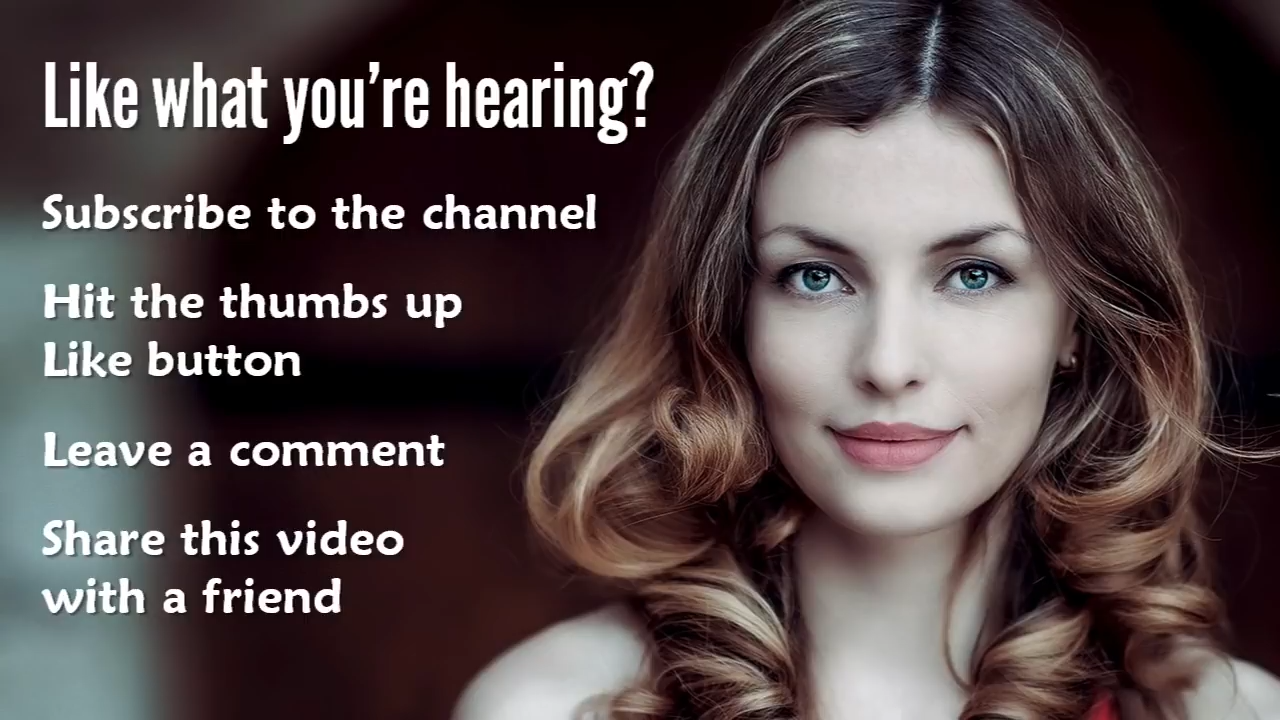 Like what you’re hearing?
Subscribe to the channel
Hit the thumbs up
Like button
Leave a comment
Share this video
with a friend